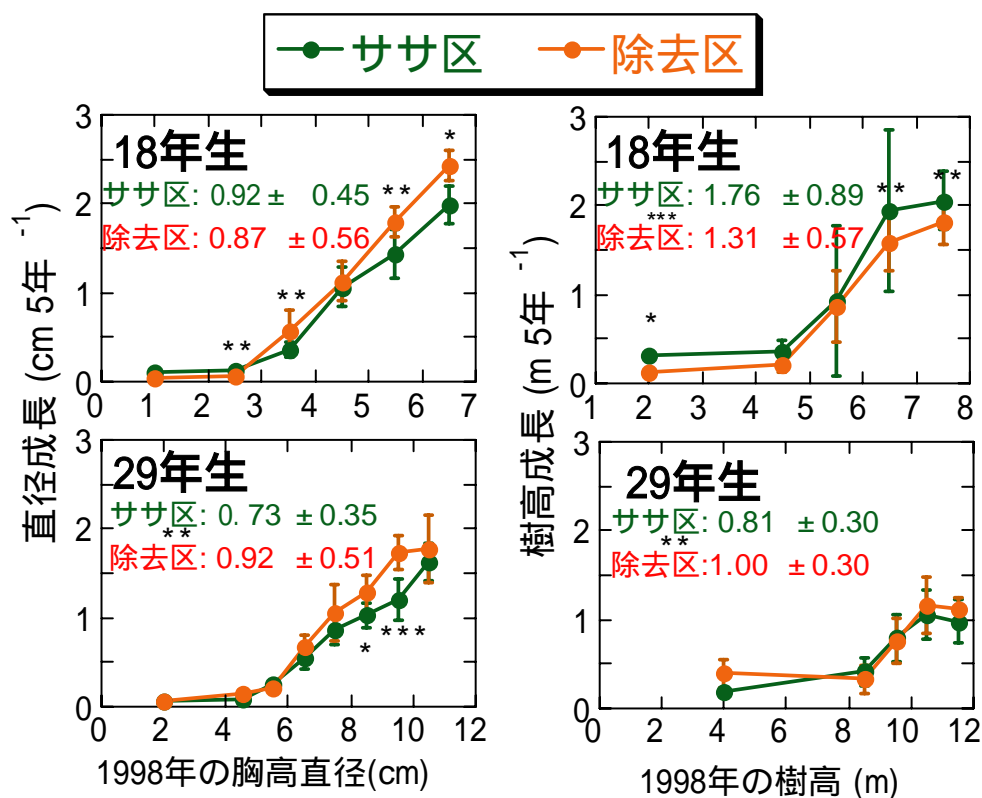 ササ区 除去区
直径成長 (cm 5年 -1)
3
2
1
0
18年生
ササ区: 0.92 ± 0.45
除去区: 0.87 ±0.56
** ** ** *
0 1 2 3 4 5 6 7
樹高成長 (m 5年 -1)
3
2
1
0
18年生
ササ区: 1.76 ±0.89
***
除去区: 1.31 ±0.57
* ** **
1 2 3 4 5 6 7 8
3
2
1
0
29年生
ササ区: 0.73 ±0.35
**
除去区: 0.92 ±0.51
* ***
0 2 4 6 8 10 12
1998年の胸高直径(cm)
3
2
1
0
29年生
ササ区: 0.81 ±0.30
**
除去区:1.00 ±0.30
0 2 4 6 8 10 12
1998年の樹高 (m)